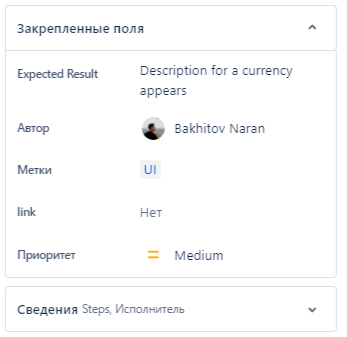 Закрепленные поля
Expected Result
Description for a currency
appears
Автор
Bakhitov Naran
Метки
UI
link
Нет
Приоритет
Medium
Сведения Steps, Исполнитель